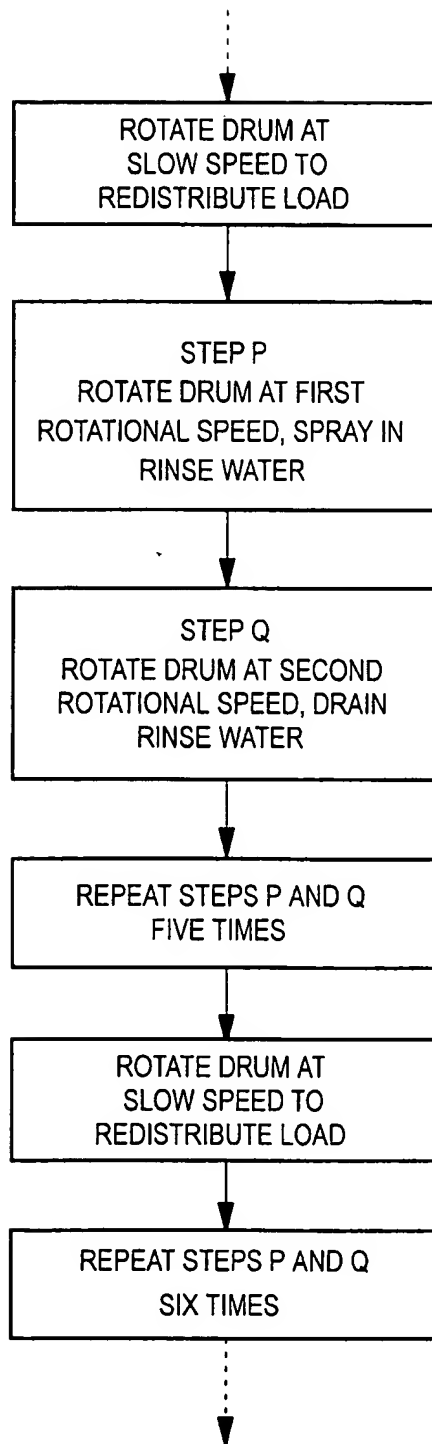 ROTATE DRUM AT
SLOW SPEED TO
REDISTRIBUTE LOAD
STEP P
ROTATE DRUM AT FIRST
ROTATIONAL SPEED, SPRAY IN
RINSE WATER
STEP Q
ROTATE DRUM AT SECOND
ROTATIONAL SPEED, DRAIN
RINSE WATER
REPEAT STEPS P AND Q
FIVE TIMES
ROTATE DRUM AT
SLOW SPEED TO
REDISTRIBUTE LOAD
REPEAT STEPS P AND Q
SIX TIMES